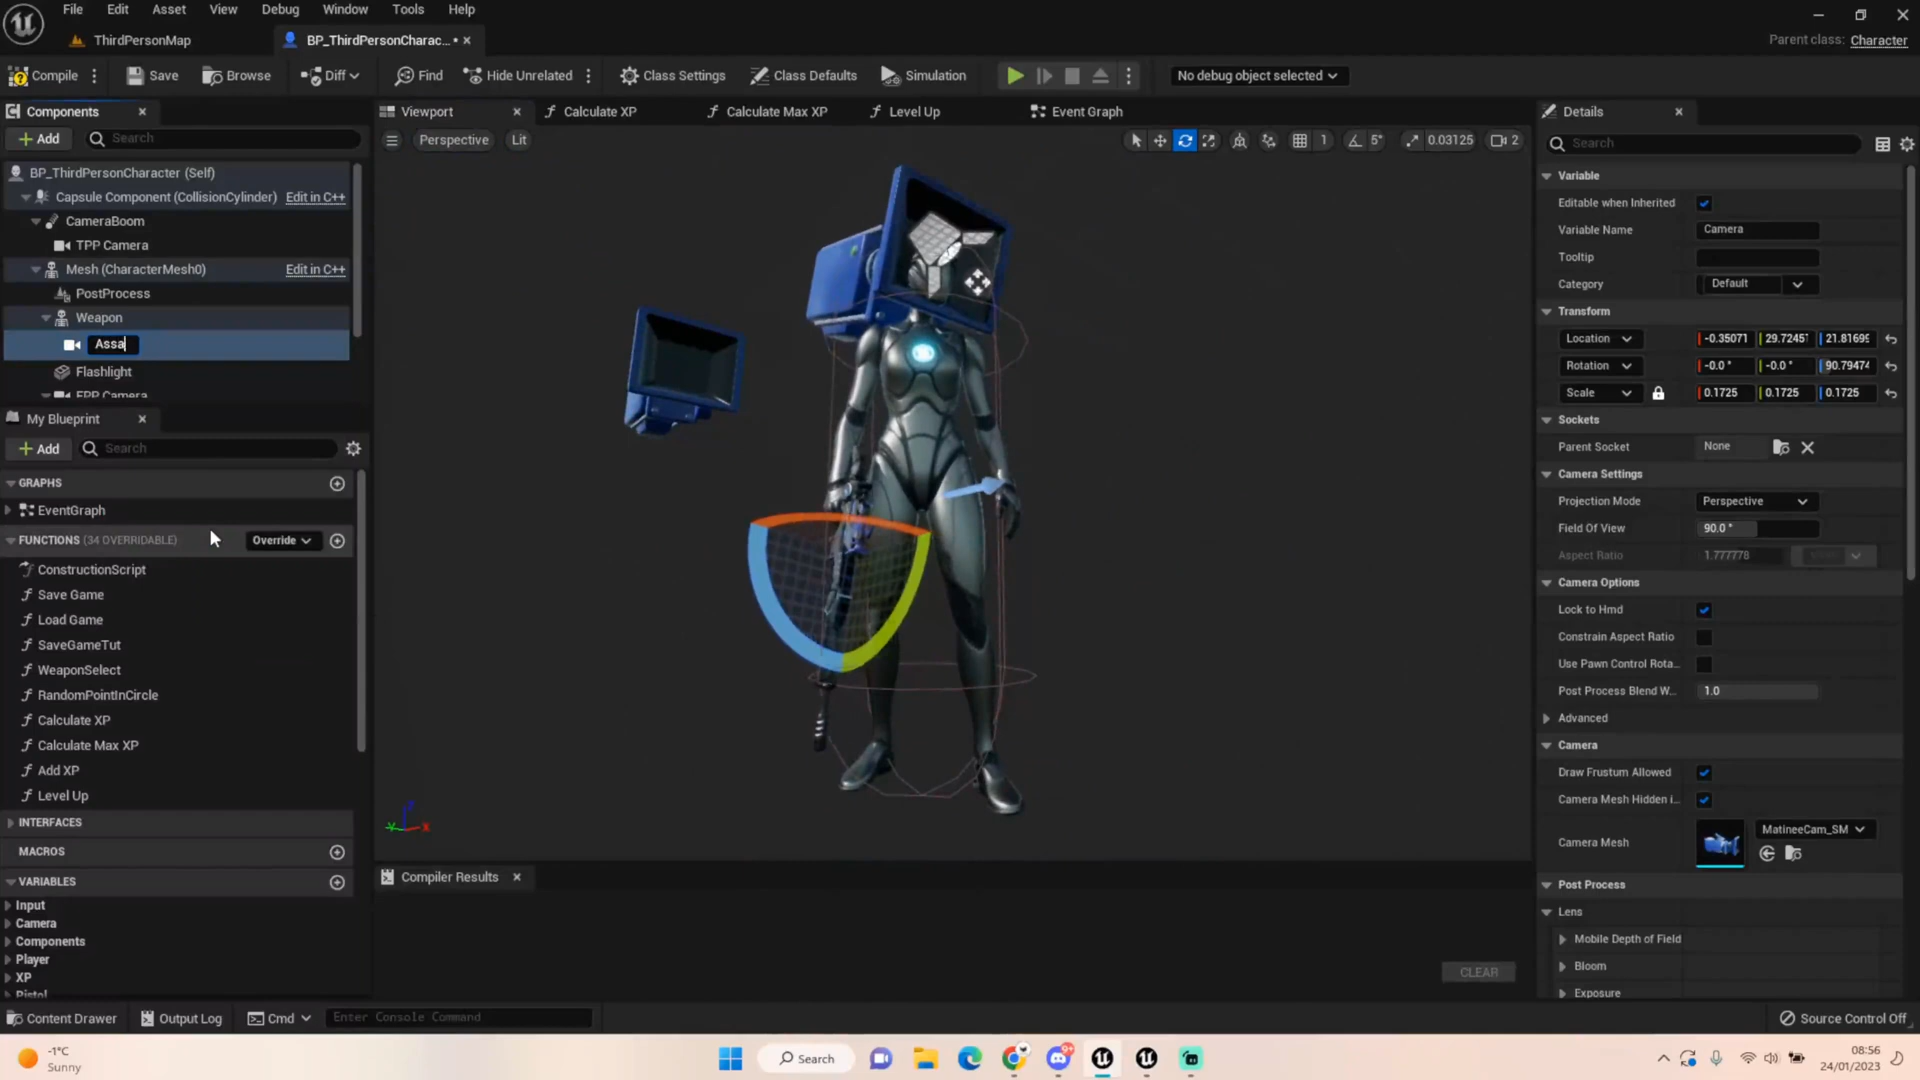 File Edit Asset View Debug Window Tools Help
ThirdPersonMap
BP_ThirdPersonCharac...•
Parent class: Character
Compile Save Browse Diff Find Hide Unrelated Class Settings Class Defaults Simulation No debug object selected
Components
Viewport Calculate XP Calculate Max XP Level Up Event Graph
Details
Add Search
Perspective Lit 1 5° 0.03125 2
Search
BP_ThirdPersonCharacter (Self)
Variable
Capsule Component (CollisionCylinder) Edit in C++
Editable when Inherited
CameraBoom
Variable Name Camera
TPP Camera
Tooltip
Mesh (CharacterMesh0) Edit in C++
Category Default
PostProcess
Transform
Weapon
Location -0.35071 29.72451 21.81699
Assa
Rotation -0.0 ° -0.0 ° 90.79474
Flashlight
Scale 0.1725 0.1725 0.1725
FPP Camera
My Blueprint
Sockets
Add Search
Parent Socket None
GRAPHS
Camera Settings
EventGraph
Projection Mode Perspective
FUNCTIONS (34 OVERRIDABLE) Override
Field Of View 90.0 °
ConstructionScript
Aspect Ratio 1.777778
Save Game
Camera Options
Load Game
Lock to Hmd
SaveGameTut
Constrain Aspect Ratio
WeaponSelect
Use Pawn Control Rota...
RandomPointInCircle
Post Process Blend W... 1.0
Calculate XP
Advanced
Calculate Max XP
Camera
Add XP
Draw Frustum Allowed
Level Up
Camera Mesh Hidden i...
INTERFACES
Camera Mesh MatineeCam_SM
MACROS
VARIABLES
Compiler Results
Post Process
Input
Lens
Camera
Mobile Depth of Field
Components
Bloom
Player
CLEAR
XP
Exposure
Pistol
Content Drawer Output Log Cmd Enter Console Command
Source Control Off
-1°C
Sunny
Search
9+
08:56
24/01/2023